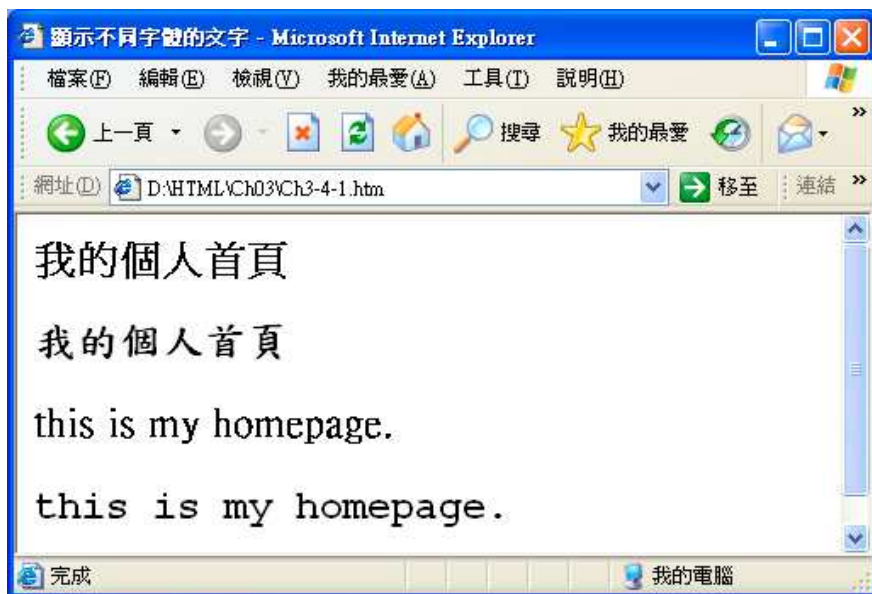 顯示不同字體的文字 - Microsoft Internet Explorer
檔案(F) 編輯(E) 檢視(V) 我的最愛(A) 工具(T) 說明(H)
上一頁 搜尋 我的最愛 »
網址(D) D:\HTML\Ch03\Ch3-4-1.htm 移至 連結 »
我的個人首頁
我的個人首頁
this is my homepage.
this is my homepage.
完成 我的電腦